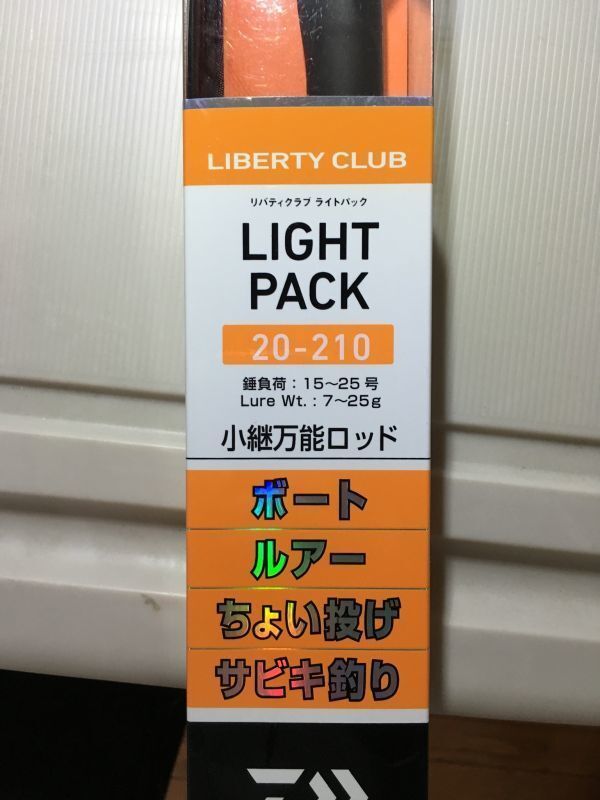 LIBERTY CLUB
リバティクラブ ライトパック
LIGHT
PACK
20-210
錘負荷：15～25号
Lure Wt.：7～25g
小継万能ロッド
ボート
ルアー
ちょい投げ
サビキ釣り